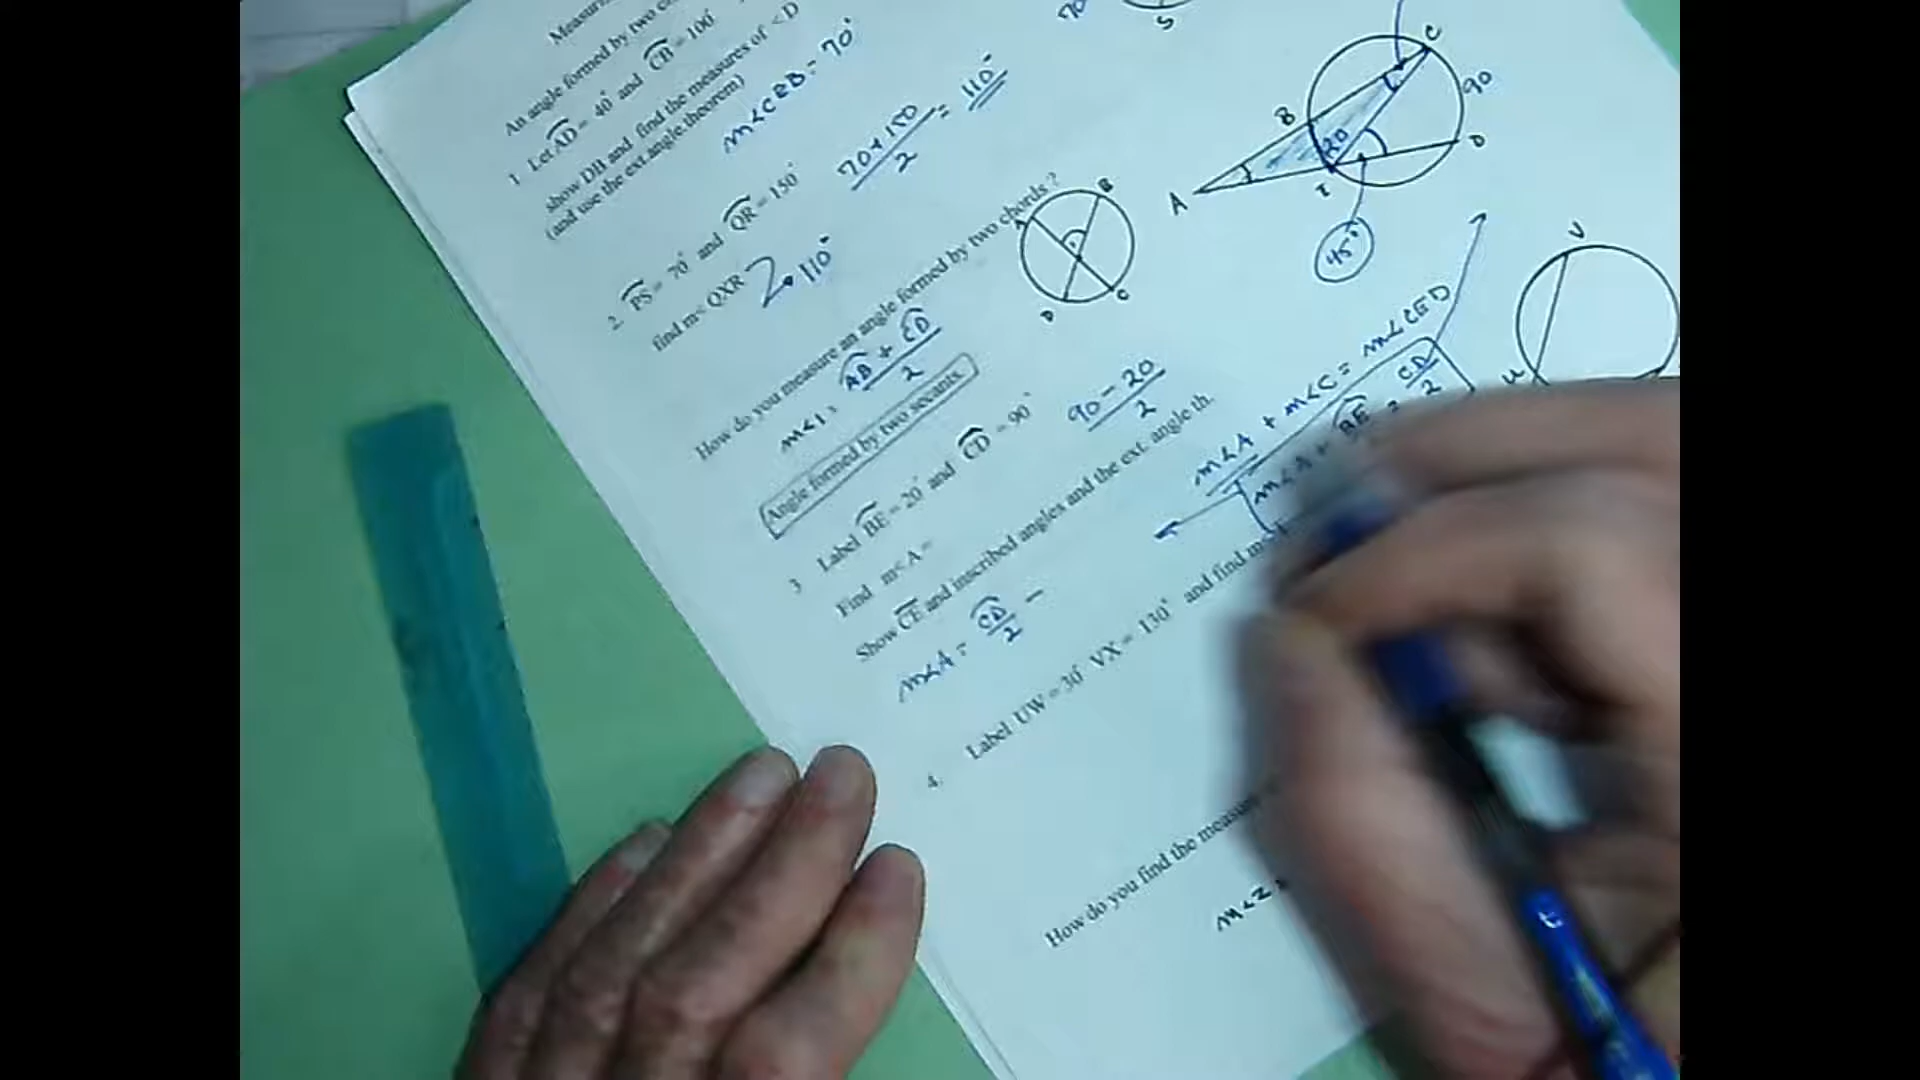 Measuri
An angle formed by two c
1. Let AD = 40° and CB = 100°
show DB and find the measures of <D
(and use the ext angle theorem)
m<CEB = 70°
2. PS = 70° and QR = 150°
find m< QXR
110°
70+150
2
= 110°
How do you measure an angle formed by two chords?
m<1 =
AB + CD
2
A
B
C
D
Angle formed by two secants.
3 Label BE = 20° and CD = 90°
Find m<A =
90 - 20
2
Show CE and inscribed angles and the ext. angle th.
m<A = CD
2
-
m<A + m<C = m<CED
m<A + BE = CD
2
4. Label UW = 30° VX = 130° and find m<
How do you find the measure
m<2
70
S
A
B
C
D
E
90
20
45°
V
U